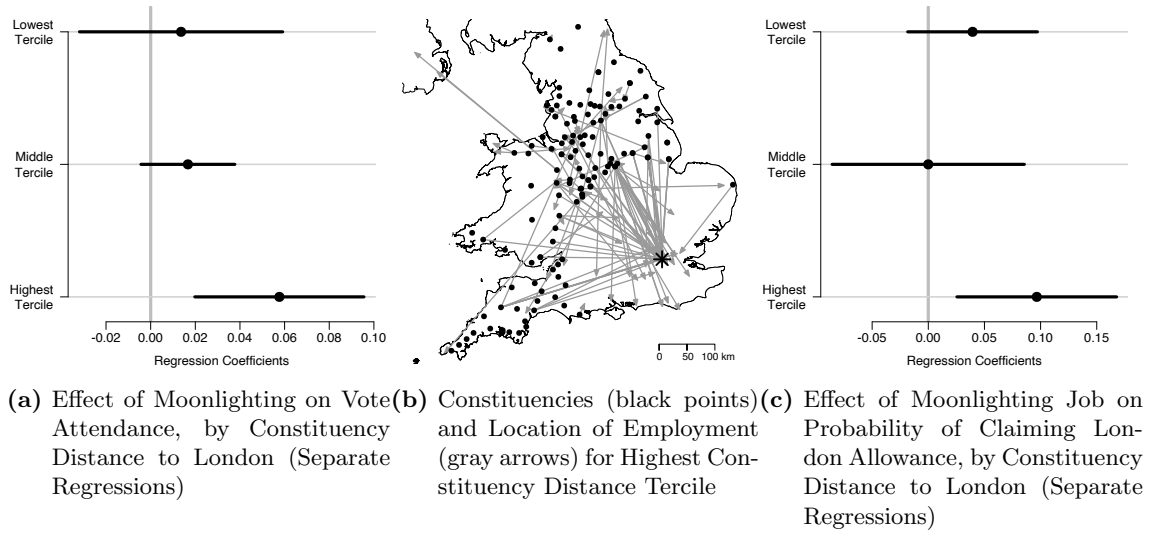 Lowest
Tercile
Middle
Tercile
Highest
Tercile
-0.02 0.00 0.02 0.04 0.06 0.08 0.10
Regression Coefficients
0 50 100 km
Lowest
Tercile
Middle
Tercile
Highest
Tercile
-0.05 0.00 0.05 0.10 0.15
Regression Coefficients
(a) Effect of Moonlighting on Vote
Attendance, by Constituency
Distance to London (Separate
Regressions)
(b) Constituencies (black points)
and Location of Employment
(gray arrows) for Highest Con-
stituency Distance Tercile
(c) Effect of Moonlighting Job on
Probability of Claiming Lon-
don Allowance, by Constituency
Distance to London (Separate
Regressions)